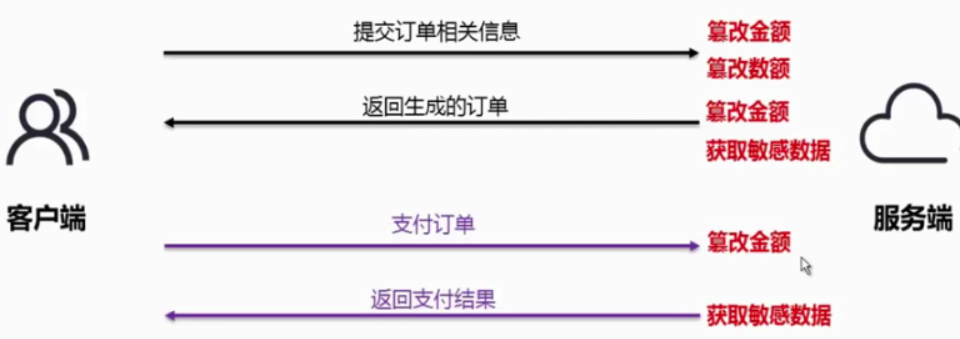 提交订单相关信息
篡改金额
篡改数额
返回生成的订单
篡改金额
获取敏感数据
客户端
服务端
支付订单
篡改金额
返回支付结果
获取敏感数据